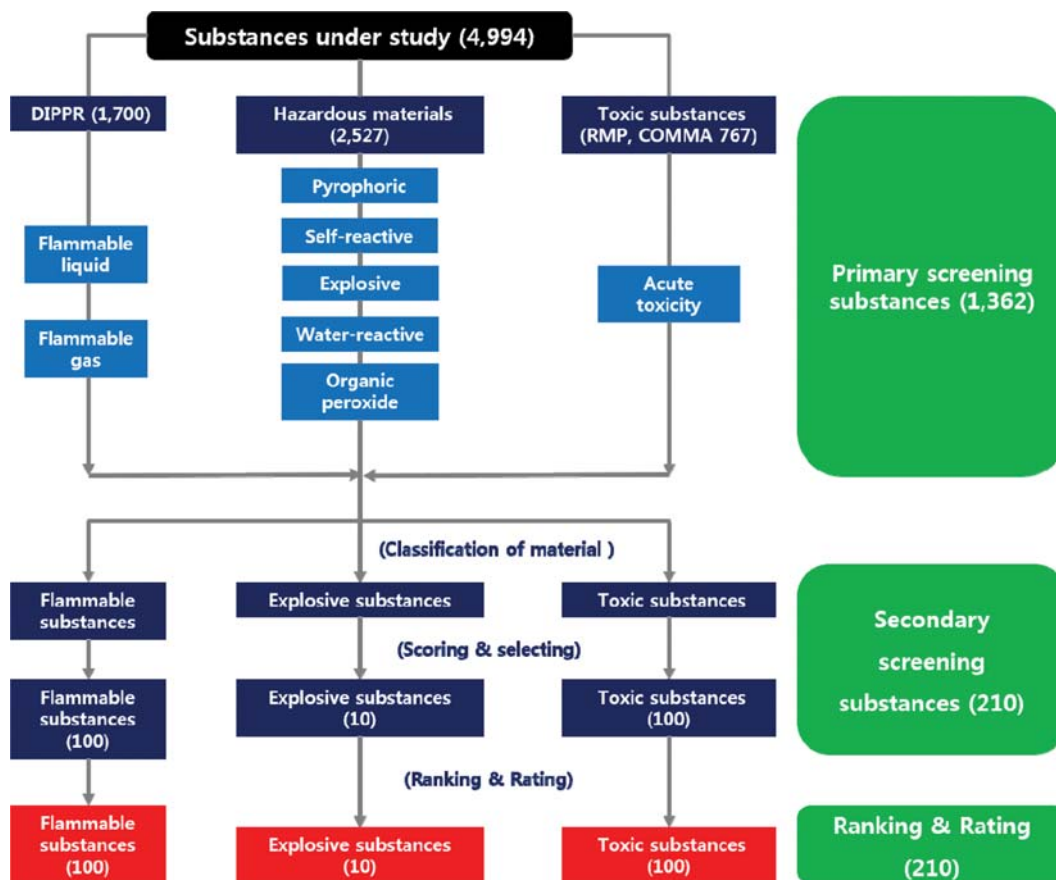 Substances under study (4,994)
DIPPR (1,700)
Hazardous materials
(2,527)
Toxic substances
(RMP, COMMA 767)
Pyrophoric
Self-reactive
Explosive
Water-reactive
Organic
peroxide
Flammable
liquid
Flammable
gas
Acute
toxicity
Primary screening
substances (1,362)
(Classification of material )
Flammable
substances
Explosive substances
Toxic substances
(Scoring & selecting)
Flammable
substances
(100)
Explosive substances
(10)
Toxic substances
(100)
Secondary
screening
substances (210)
(Ranking & Rating)
Flammable
substances
(100)
Explosive substances
(10)
Toxic substances
(100)
Ranking & Rating
(210)